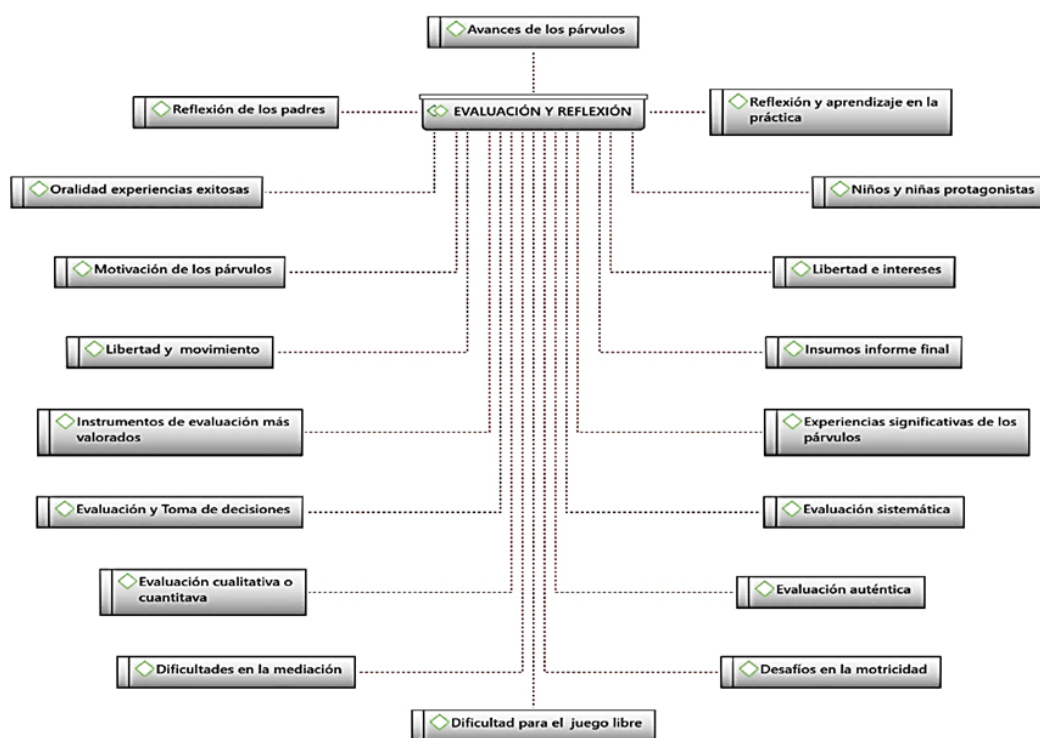 Avances de los párvulos
Reflexión de los padres
EVALUACIÓN Y REFLEXIÓN
Reflexión y aprendizaje en la
práctica
Oralidad experiencias exitosas
Niños y niñas protagonistas
Motivación de los párvulos
Libertad e intereses
Libertad y movimiento
Insumos informe final
Instrumentos de evaluación más
valorados
Experiencias significativas de los
párvulos
Evaluación y Toma de decisiones
Evaluación sistemática
Evaluación cualitativa o
cuantitava
Evaluación auténtica
Dificultades en la mediación
Desafíos en la motricidad
Dificultad para el juego libre